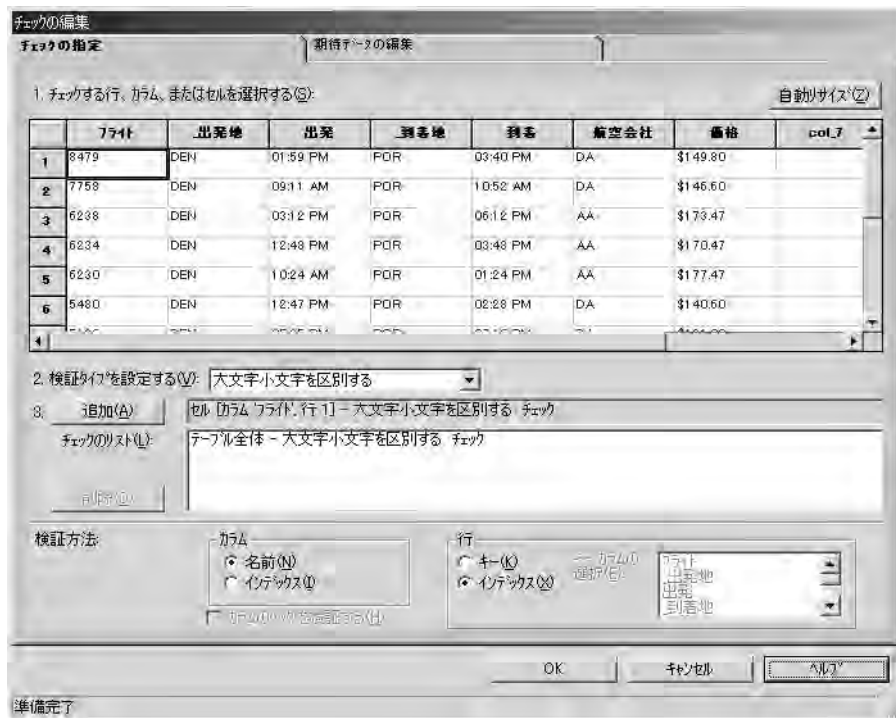 チェックの編集
チェックの指定 期待データの編集
1. チェックする行、カラム、またはセルを選択する(S): 自動リサイズ(Z)
フライト _出発地 出発 _到着地 到着 航空会社 価格 col_7
1 8479 DEN 01:59 PM POR 03:40 PM DA $149.80
2 7758 DEN 09:11 AM POR 10:52 AM DA $146.60
3 6238 DEN 03:12 PM POR 06:12 PM AA $173.47
4 6234 DEN 12:48 PM POR 03:48 PM AA $170.47
5 6230 DEN 10:24 AM POR 01:24 PM AA $177.47
6 5480 DEN 12:47 PM POR 02:28 PM DA $140.60
2. 検証タイプを設定する(V): 大文字小文字を区別する
3. 追加(A) セル [カラム 'フライト', 行 1] - 大文字小文字を区別する チェック
チェックのリスト(L): テーブル全体 - 大文字小文字を区別する チェック
削除(D)
検証方法: カラム 行
名前(N) キー(K) カラムの選択(E): フライト
インデックス(I) インデックス(X) _出発地
出発
_到着地
OK キャンセル ヘルプ
準備完了